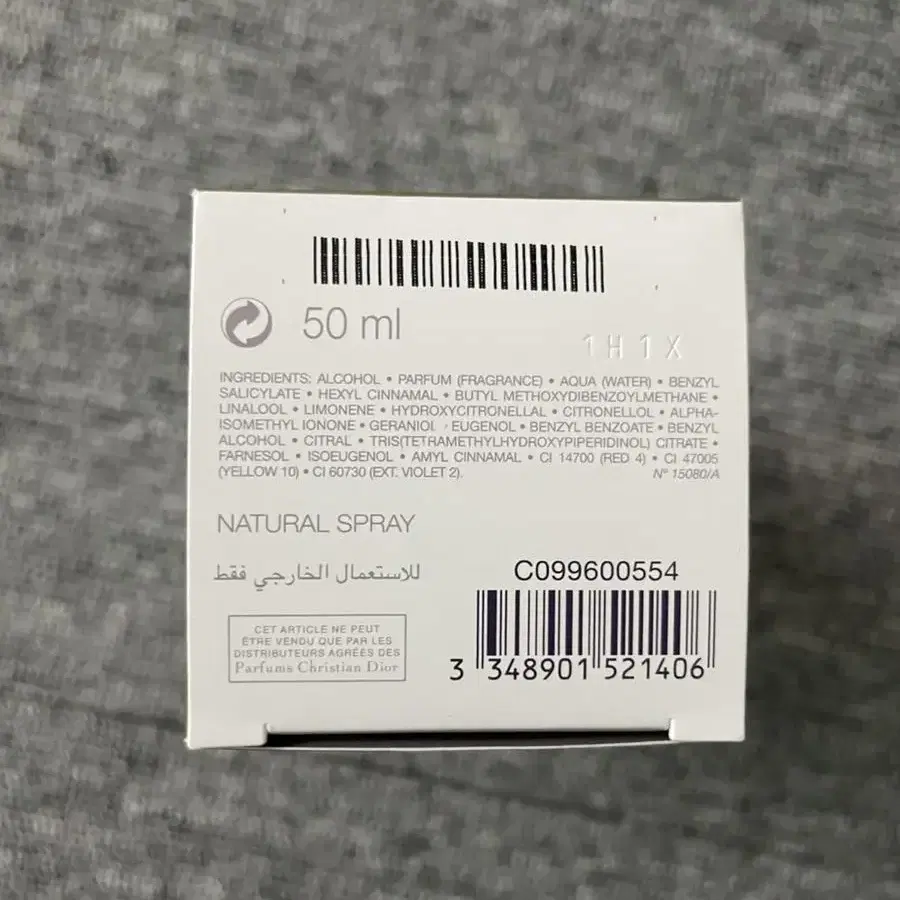 50 ml
1H1X
INGREDIENTS: ALCOHOL • PARFUM (FRAGRANCE) • AQUA (WATER) • BENZYL
SALICYLATE • HEXYL CINNAMAL • BUTYL METHOXYDIBENZOYLMETHANE •
LINALOOL • LIMONENE • HYDROXYCITRONELLAL • CITRONELLOL • ALPHA-
ISOMETHYL IONONE • GERANIOL • EUGENOL • BENZYL BENZOATE • BENZYL
ALCOHOL • CITRAL • TRIS(TETRAMETHYLHYDROXYPIPERIDINOL) CITRATE •
FARNESOL • ISOEUGENOL • AMYL CINNAMAL • CI 14700 (RED 4) • CI 47005
(YELLOW 10) • CI 60730 (EXT. VIOLET 2).
N° 15080/A
NATURAL SPRAY
للاستعمال الخارجي فقط
C099600554
CET ARTICLE NE PEUT
ÊTRE VENDU QUE PAR LES
DISTRIBUTEURS AGRÉÉS DES
Parfums Christian Dior
3 348901 521406